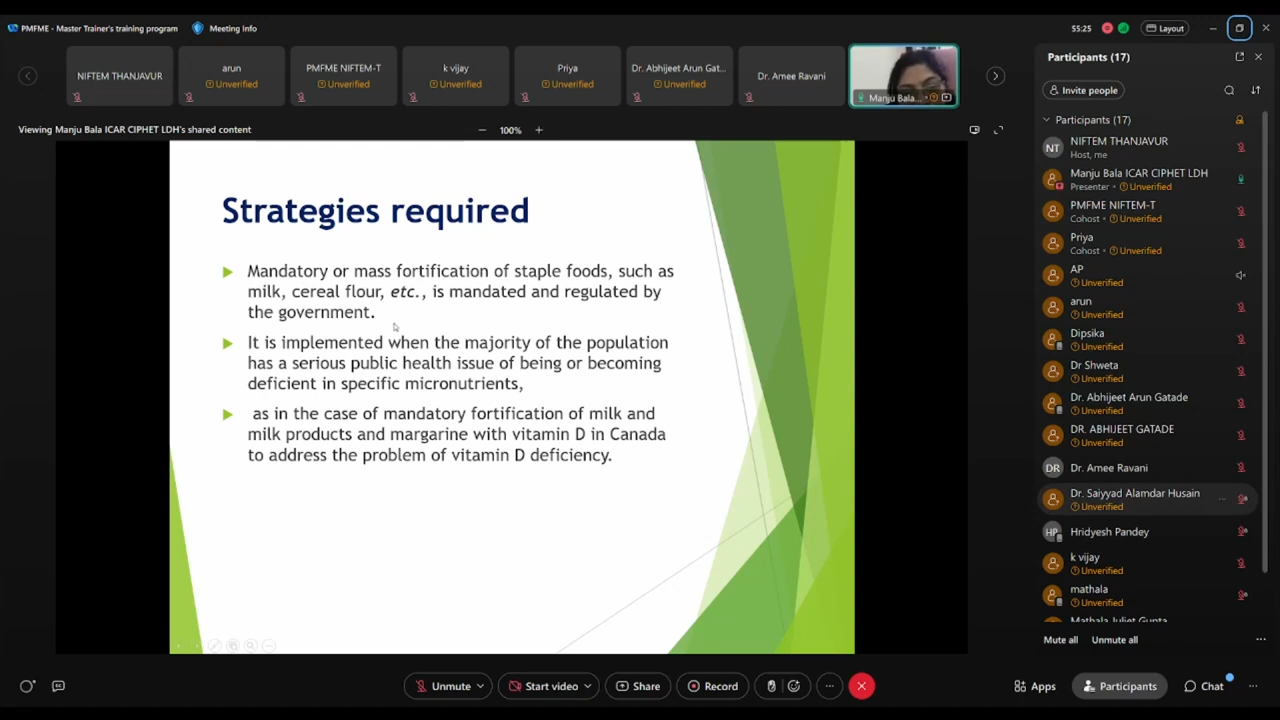 PMFME - Master Trainer's training program
Meeting Info
55:25
Layout
NIFTEM THANJAVUR
arun
Unverified
PMFME NIFTEM-T
Unverified
k vijay
Unverified
Priya
Unverified
Dr. Abhijeet Arun Gat...
Unverified
Dr. Amee Ravani
Manju Bala...
Viewing Manju Bala ICAR CIPHET LDH's shared content
100%
Strategies required
Mandatory or mass fortification of staple foods, such as
milk, cereal flour, etc., is mandated and regulated by
the government.
It is implemented when the majority of the population
has a serious public health issue of being or becoming
deficient in specific micronutrients,
as in the case of mandatory fortification of milk and
milk products and margarine with vitamin D in Canada
to address the problem of vitamin D deficiency.
Participants (17)
Invite people
Participants (17)
NT
NIFTEM THANJAVUR
Host, me
Manju Bala ICAR CIPHET LDH
Presenter • Unverified
PMFME NIFTEM-T
Cohost • Unverified
Priya
Cohost • Unverified
AP
Unverified
arun
Unverified
Dipsika
Unverified
Dr Shweta
Unverified
Dr. Abhijeet Arun Gatade
Unverified
DR. ABHIJEET GATADE
Unverified
DR
Dr. Amee Ravani
Dr. Saiyyad Alamdar Husain
Unverified
HP
Hridyesh Pandey
k vijay
Unverified
mathala
Unverified
Mathala Juliet Gupta
Mute all
Unmute all
Unmute
Start video
Share
Record
Apps
Participants
Chat